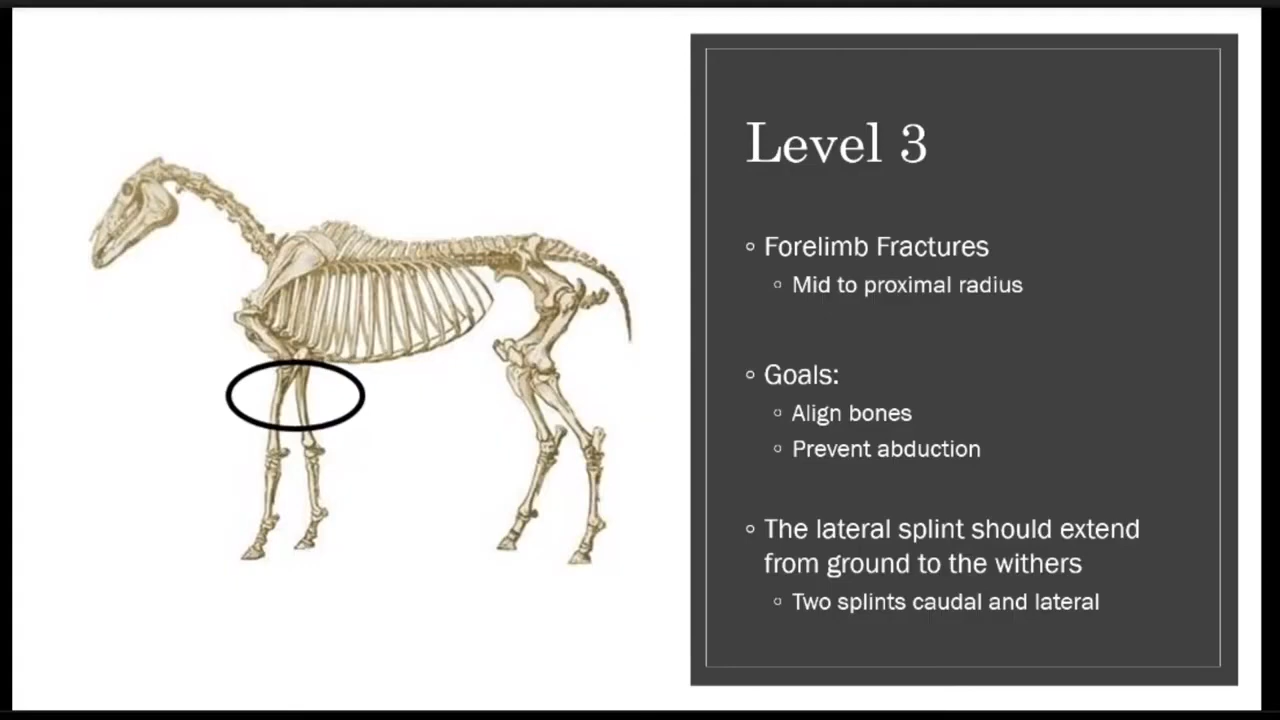 Level 3
Forelimb Fractures
Mid to proximal radius
Goals:
Align bones
Prevent abduction
The lateral splint should extend
from ground to the withers
Two splints caudal and lateral